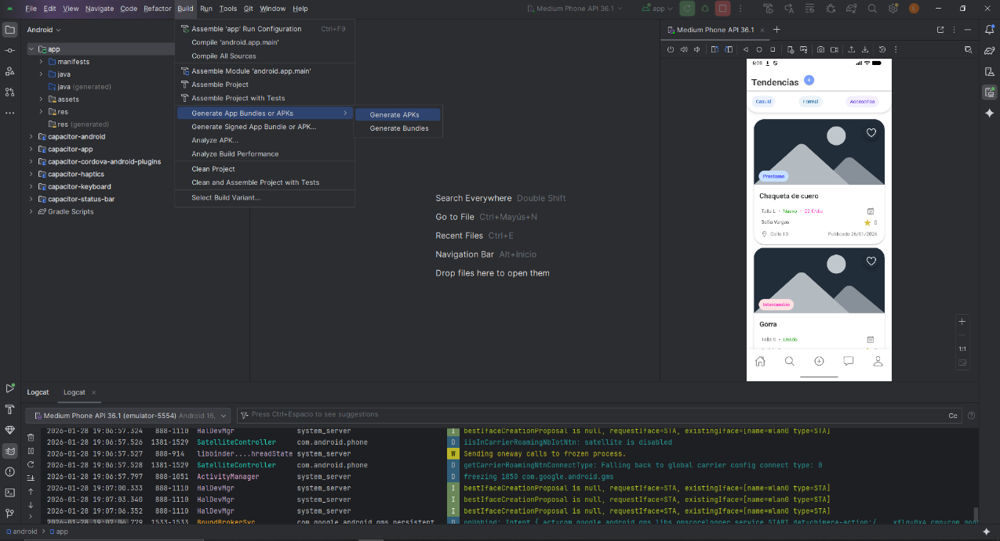 File Edit View Navigate Code Refactor Build Run Tools Git Window Help
Medium Phone API 36.1
app
L
Android
app
manifests
java
java (generated)
assets
res
res (generated)
capacitor-android
capacitor-app
capacitor-cordova-android-plugins
capacitor-haptics
capacitor-keyboard
capacitor-status-bar
Gradle Scripts
Assemble 'app' Run Configuration Ctrl+F9
Compile 'android.app.main'
Compile All Sources
Assemble Module 'android.app.main'
Assemble Project
Assemble Project with Tests
Generate App Bundles or APKs
Generate Signed App Bundle or APK...
Analyze APK...
Analyze Build Performance
Clean Project
Clean and Assemble Project with Tests
Select Build Variant...
Generate APKs
Generate Bundles
Search Everywhere Double Shift
Go to File Ctrl+Mayús+N
Recent Files Ctrl+E
Navigation Bar Alt+Inicio
Drop files here to open them
Medium Phone API 36.1
6:08
Tendencias
Casual Formal Accesorios
Prestamo
Chaqueta de cuero
Talla L • Nuevo • 22 €/dia
Sofia Vargas 0
Calle 10 Publicado 26/01/2026
Intercambio
Gorra
Talla S • Usado
1:1
Logcat Logcat
Medium Phone API 36.1 (emulator-5554) Android 16,
Press Ctrl+Espacio to see suggestions
Cc
2026-01-28 19:06:57.324 888-1110 HalDevMgr system_server I bestIfaceCreationProposal is null, requestIface=STA, existingIface=[name=wlan0 type=STA]
2026-01-28 19:06:57.526 1381-1529 SatelliteController com.android.phone D iisInCarrierRoamingNbIotNtn: satellite is disabled
2026-01-28 19:06:57.527 888-914 libbinder....hreadState system_server W Sending oneway calls to frozen process.
2026-01-28 19:06:57.528 1381-1529 SatelliteController com.android.phone D getCarrierRoamingNtnConnectType: Falling back to global carrier config connect type: 0
2026-01-28 19:06:57.797 888-1051 ActivityManager system_server D freezing 1850 com.google.android.gms
2026-01-28 19:07:00.333 888-1110 HalDevMgr system_server I bestIfaceCreationProposal is null, requestIface=STA, existingIface=[name=wlan0 type=STA]
2026-01-28 19:07:03.340 888-1110 HalDevMgr system_server I bestIfaceCreationProposal is null, requestIface=STA, existingIface=[name=wlan0 type=STA]
2026-01-28 19:07:06.352 888-1110 HalDevMgr system_server I bestIfaceCreationProposal is null, requestIface=STA, existingIface=[name=wlan0 type=STA]
2026-01-28 19:07:06.779 1533-1533 BoundBrokerSvc com.google.android.gms.persistent D onUnbind: Intent { act=com.google.android.gms.libs.gmscorelogger.service.START dat=chimera-action:/
android app